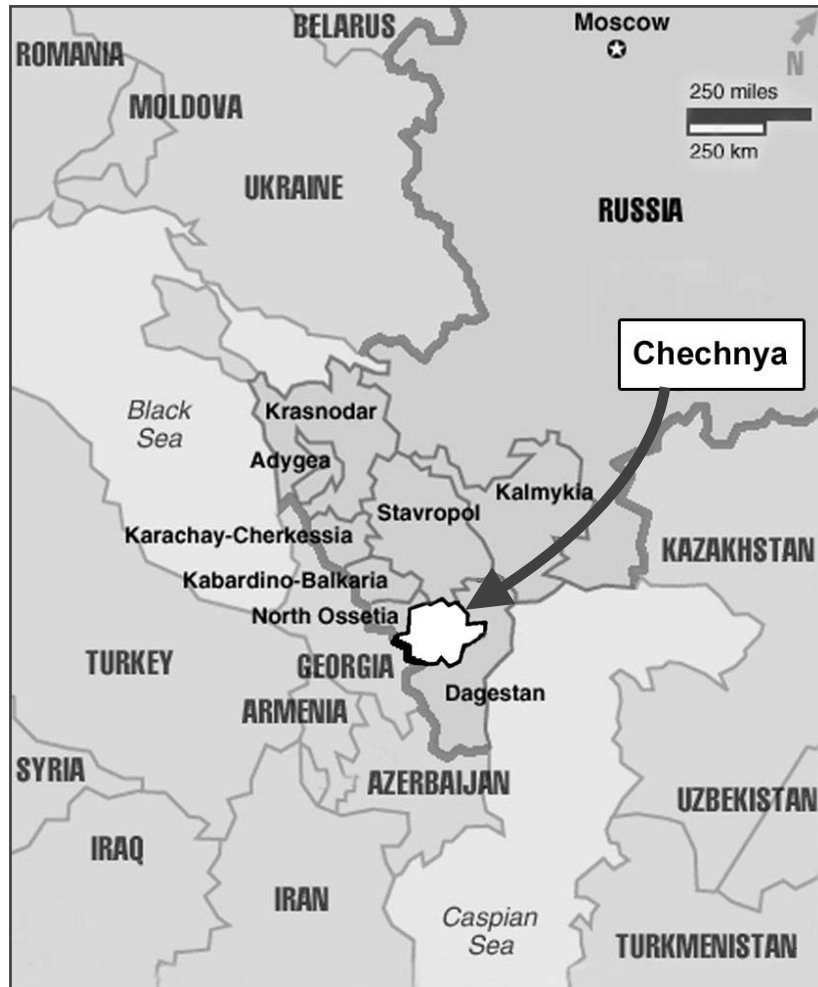 BELARUS
Moscow
ROMANIA
N
MOLDOVA
250 miles
250 km
UKRAINE
RUSSIA
Chechnya
Black
Sea
Krasnodar
Adygea
Kalmykia
Stavropol
Karachay-Cherkessia
KAZAKHSTAN
Kabardino-Balkaria
North Ossetia
TURKEY
GEORGIA
Dagestan
ARMENIA
SYRIA
AZERBAIJAN
UZBEKISTAN
IRAQ
IRAN
Caspian
Sea
TURKMENISTAN